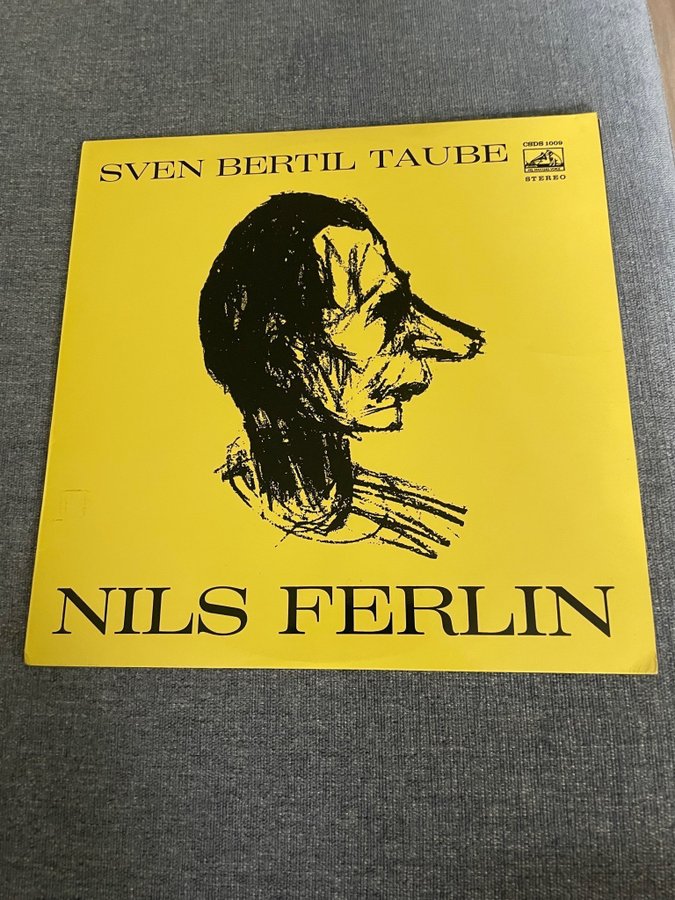 SVEN BERTIL TAUBE
CSDS 1009
STEREO
NILS FERLIN